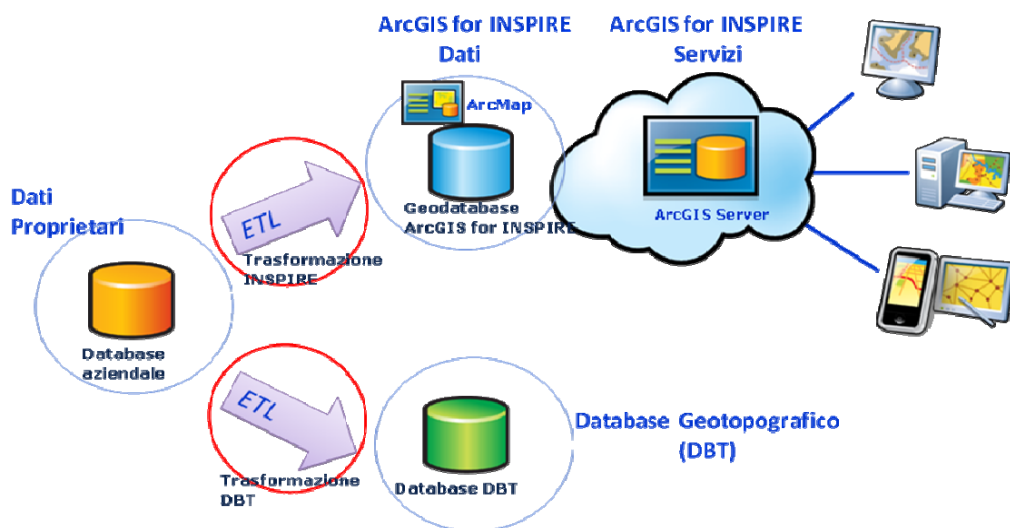 ArcGIS for INSPIRE
Dati
ArcGIS for INSPIRE
Servizi
ArcMap
Geodatabase
ArcGIS for INSPIRE
ArcGIS Server
Dati
Proprietari
Database
aziendale
ETL
Trasformazione
INSPIRE
ETL
Trasformazione
DBT
Database DBT
Database Geotopografico
(DBT)